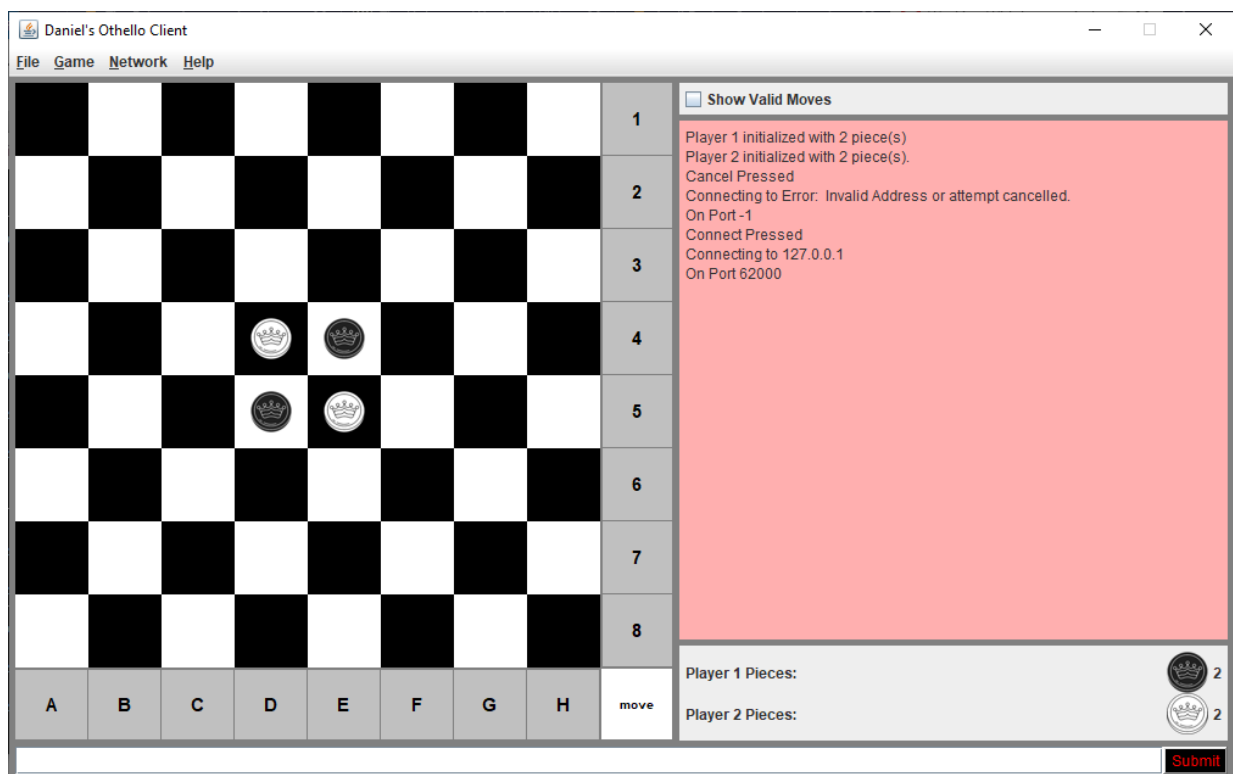 Daniel's Othello Client
File Game Network Help
1
2
3
4
5
6
7
8
A B C D E F G H move
Show Valid Moves
Player 1 initialized with 2 piece(s)
Player 2 initialized with 2 piece(s).
Cancel Pressed
Connecting to Error:  Invalid Address or attempt cancelled.
On Port -1
Connect Pressed
Connecting to 127.0.0.1
On Port 62000
Player 1 Pieces: 2
Player 2 Pieces: 2
Submit